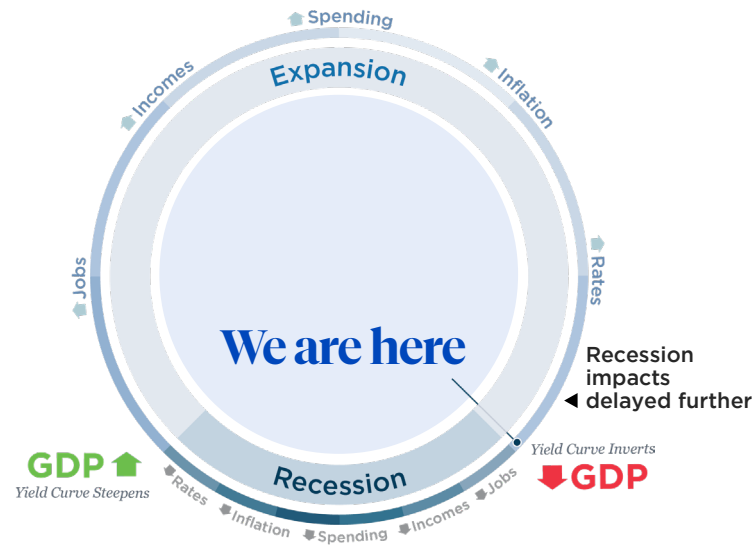 Spending
Expansion
Incomes
Inflation
Jobs
Rates
We are here
Recession
impacts
delayed further
Yield Curve Inverts
GDP
GDP
Yield Curve Steepens
Recession
Rates
Inflation
Spending
Incomes
Jobs